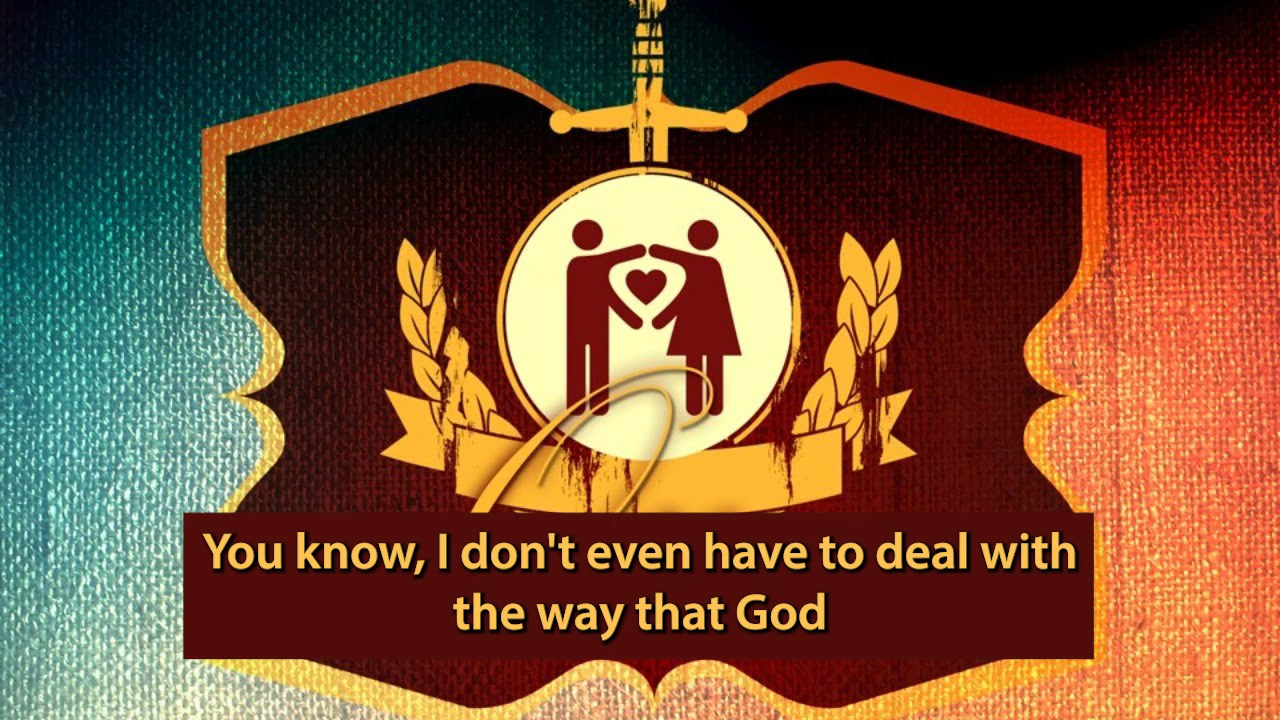 You know, I don't even have to deal with
the way that God